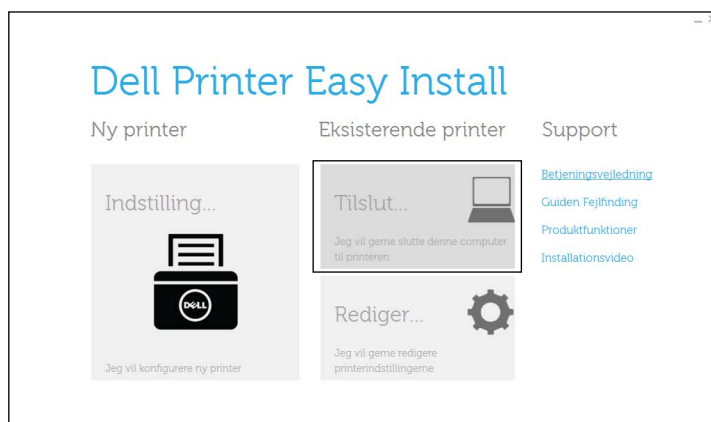 Dell Printer Easy Install
Ny printer
Indstilling...
DELL
Jeg vil konfigurere ny printer
Eksisterende printer
Tilslut...
Jeg vil gerne slutte denne computer
til printeren
Rediger...
Jeg vil gerne redigere
printerindstillingerne
Support
Betjeningsvejledning
Guiden Fejlfinding
Produktfunktioner
Installationsvideo